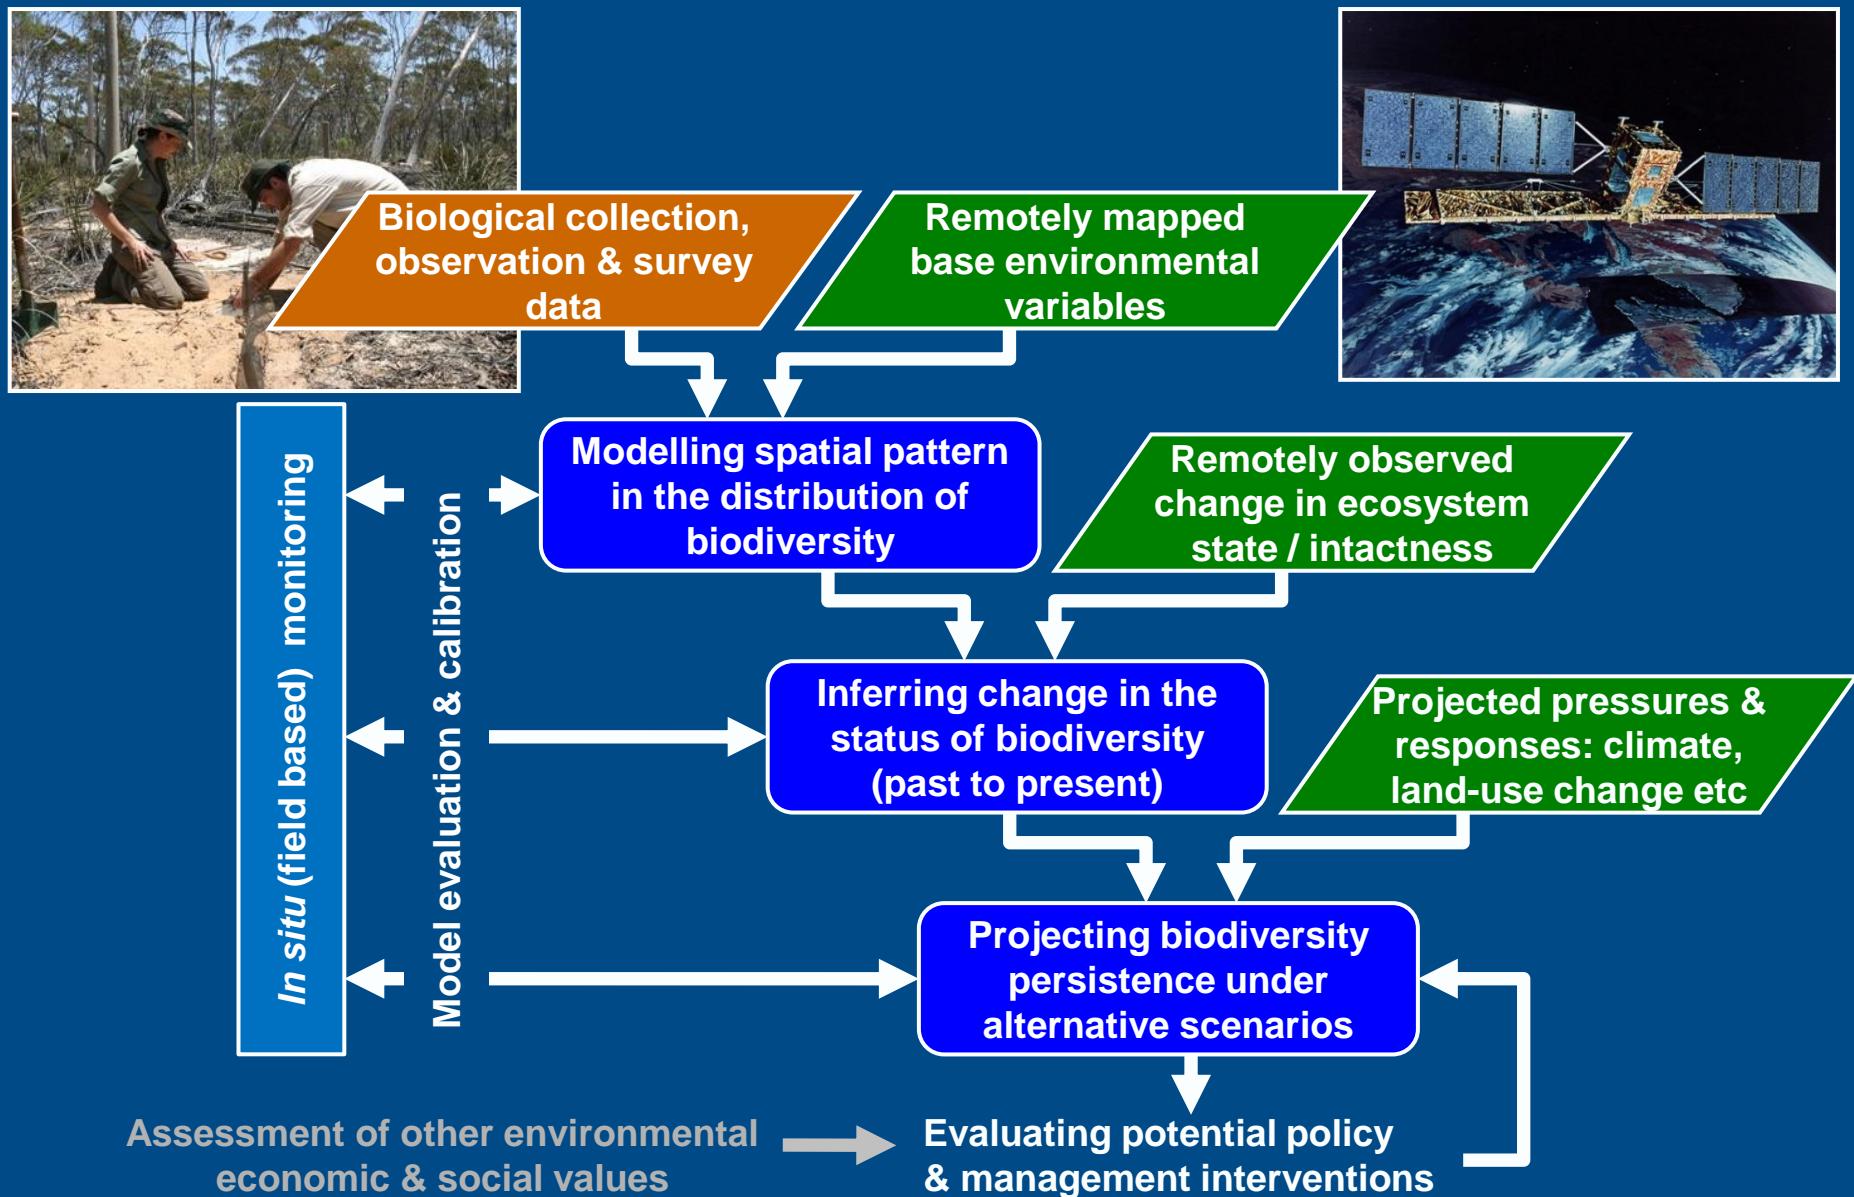 Biological collection,
observation & survey
data
Remotely mapped
base environmental
variables
Modelling spatial pattern
in the distribution of
biodiversity
Remotely observed
change in ecosystem
state / intactness
In situ (field based) monitoring
Model evaluation & calibration
Inferring change in the
status of biodiversity
(past to present)
Projected pressures &
responses: climate,
land-use change etc
Projecting biodiversity
persistence under
alternative scenarios
Assessment of other environmental
economic & social values
Evaluating potential policy
& management interventions